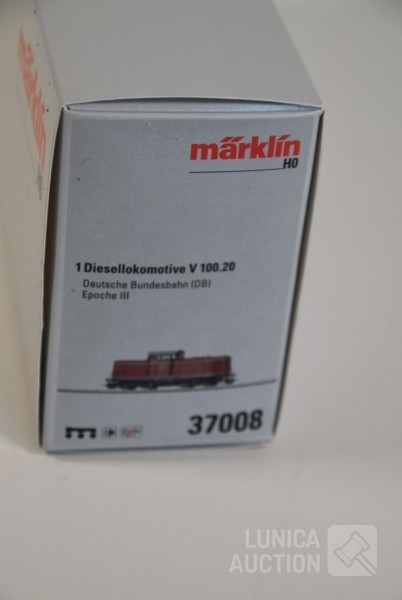 märklin
H0
1 Diesellokomotive V 100.20
Deutsche Bundesbahn (DB)
Epoche III
37008
LUNICA
AUCTION